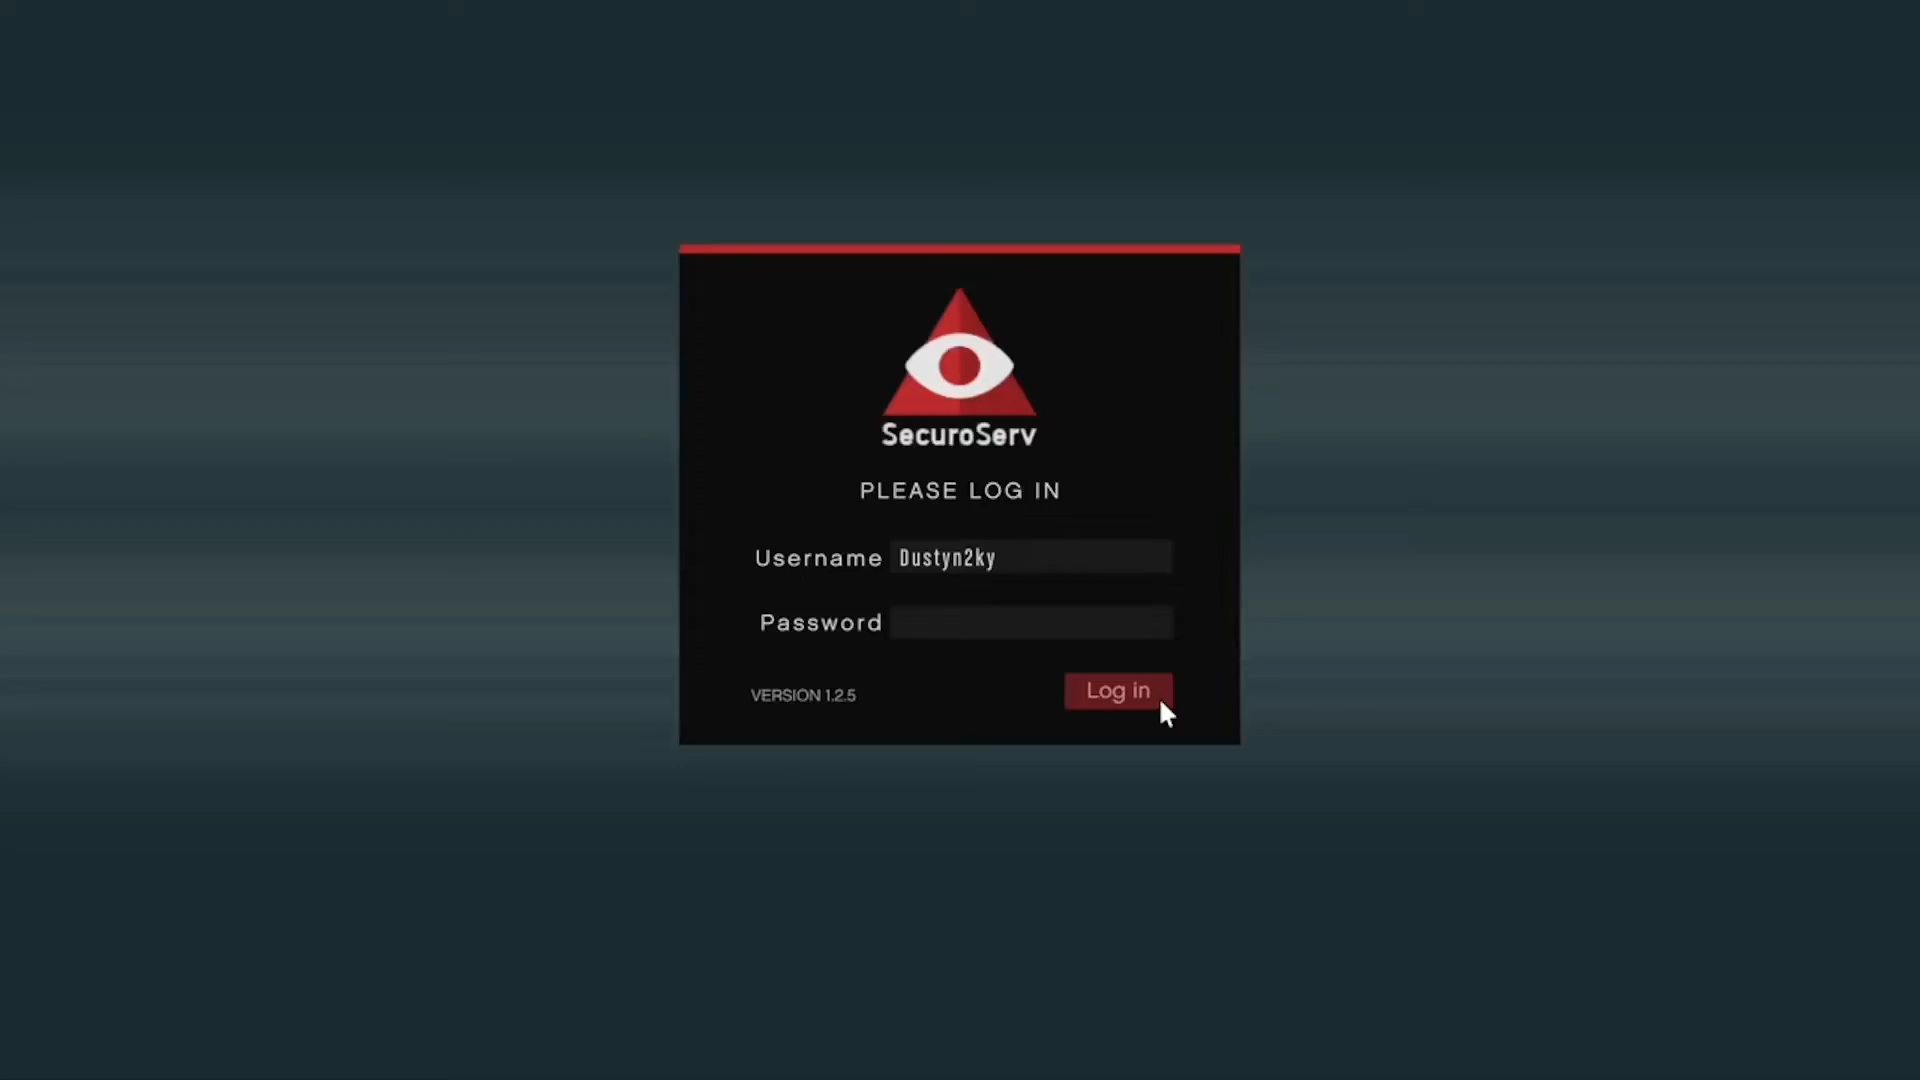 SecuroServ
PLEASE LOG IN
Username Dustyn2ky
Password
VERSION 1.2.5 Log in